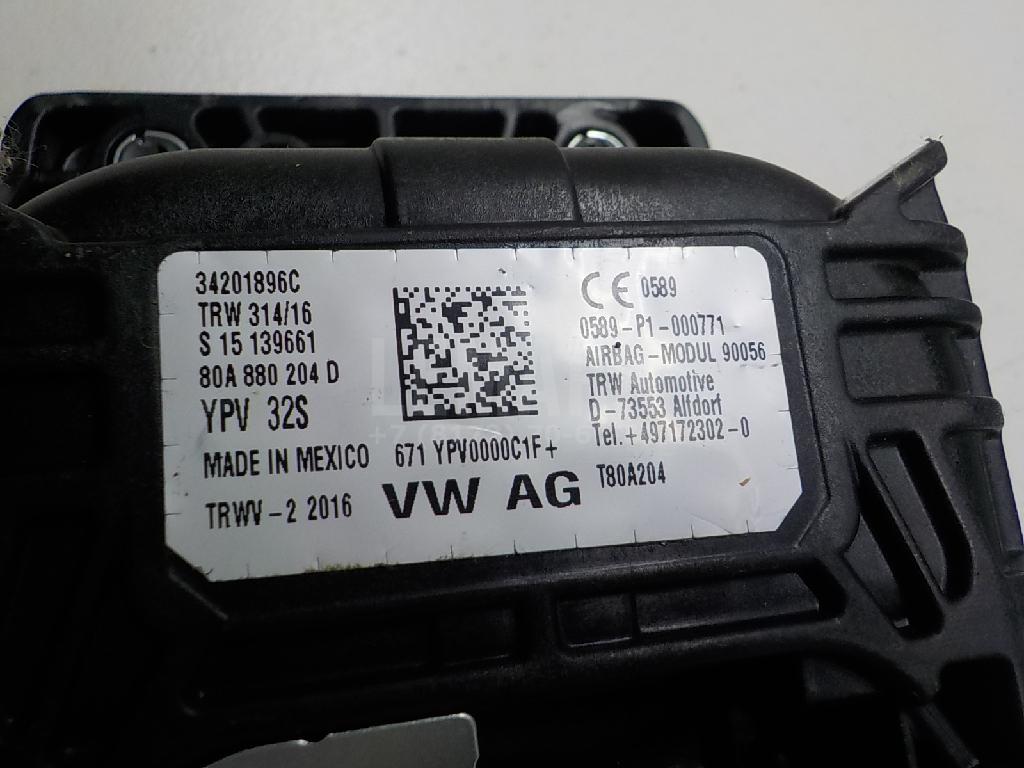 34201896C
TRW 314/16
S 15 139661
80A 880 204 D
YPV 32S
MADE IN MEXICO
TRWV - 2 2016
671 YPV0000C1F+
VW AG
CE 0589
0589-P1-000771
AIRBAG-MODUL 90056
TRW Automotive
D-73553 Alfdorf
Tel.+497172302-0
T80A204